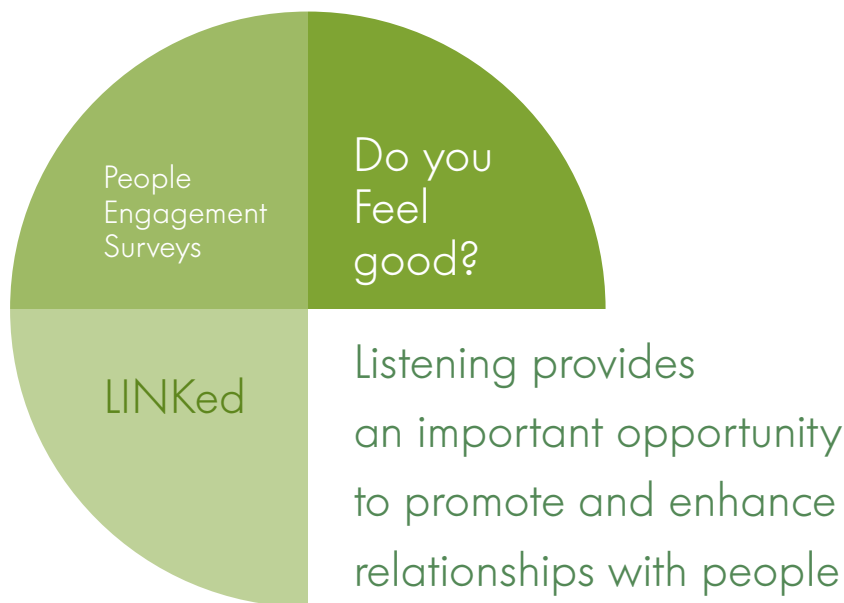 People
Engagement
Surveys
Do you
Feel
good?
LINKed
Listening provides
an important opportunity
to promote and enhance
relationships with people